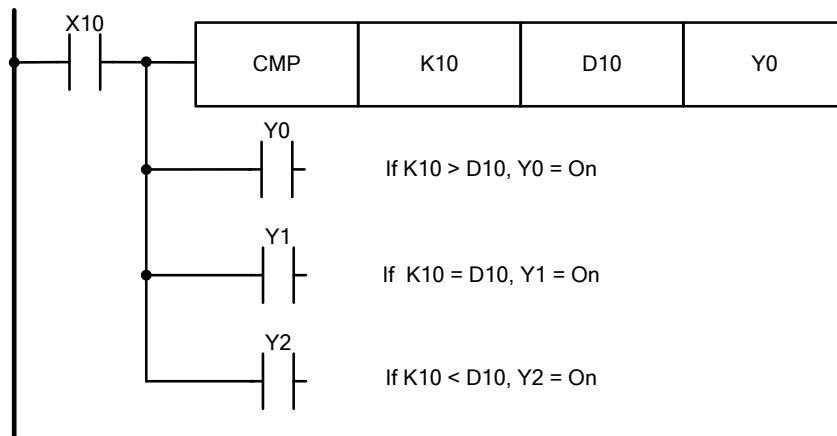 X10
CMP K10 D10 Y0
Y0
If K10 > D10, Y0 = On
Y1
If K10 = D10, Y1 = On
Y2
If K10 < D10, Y2 = On